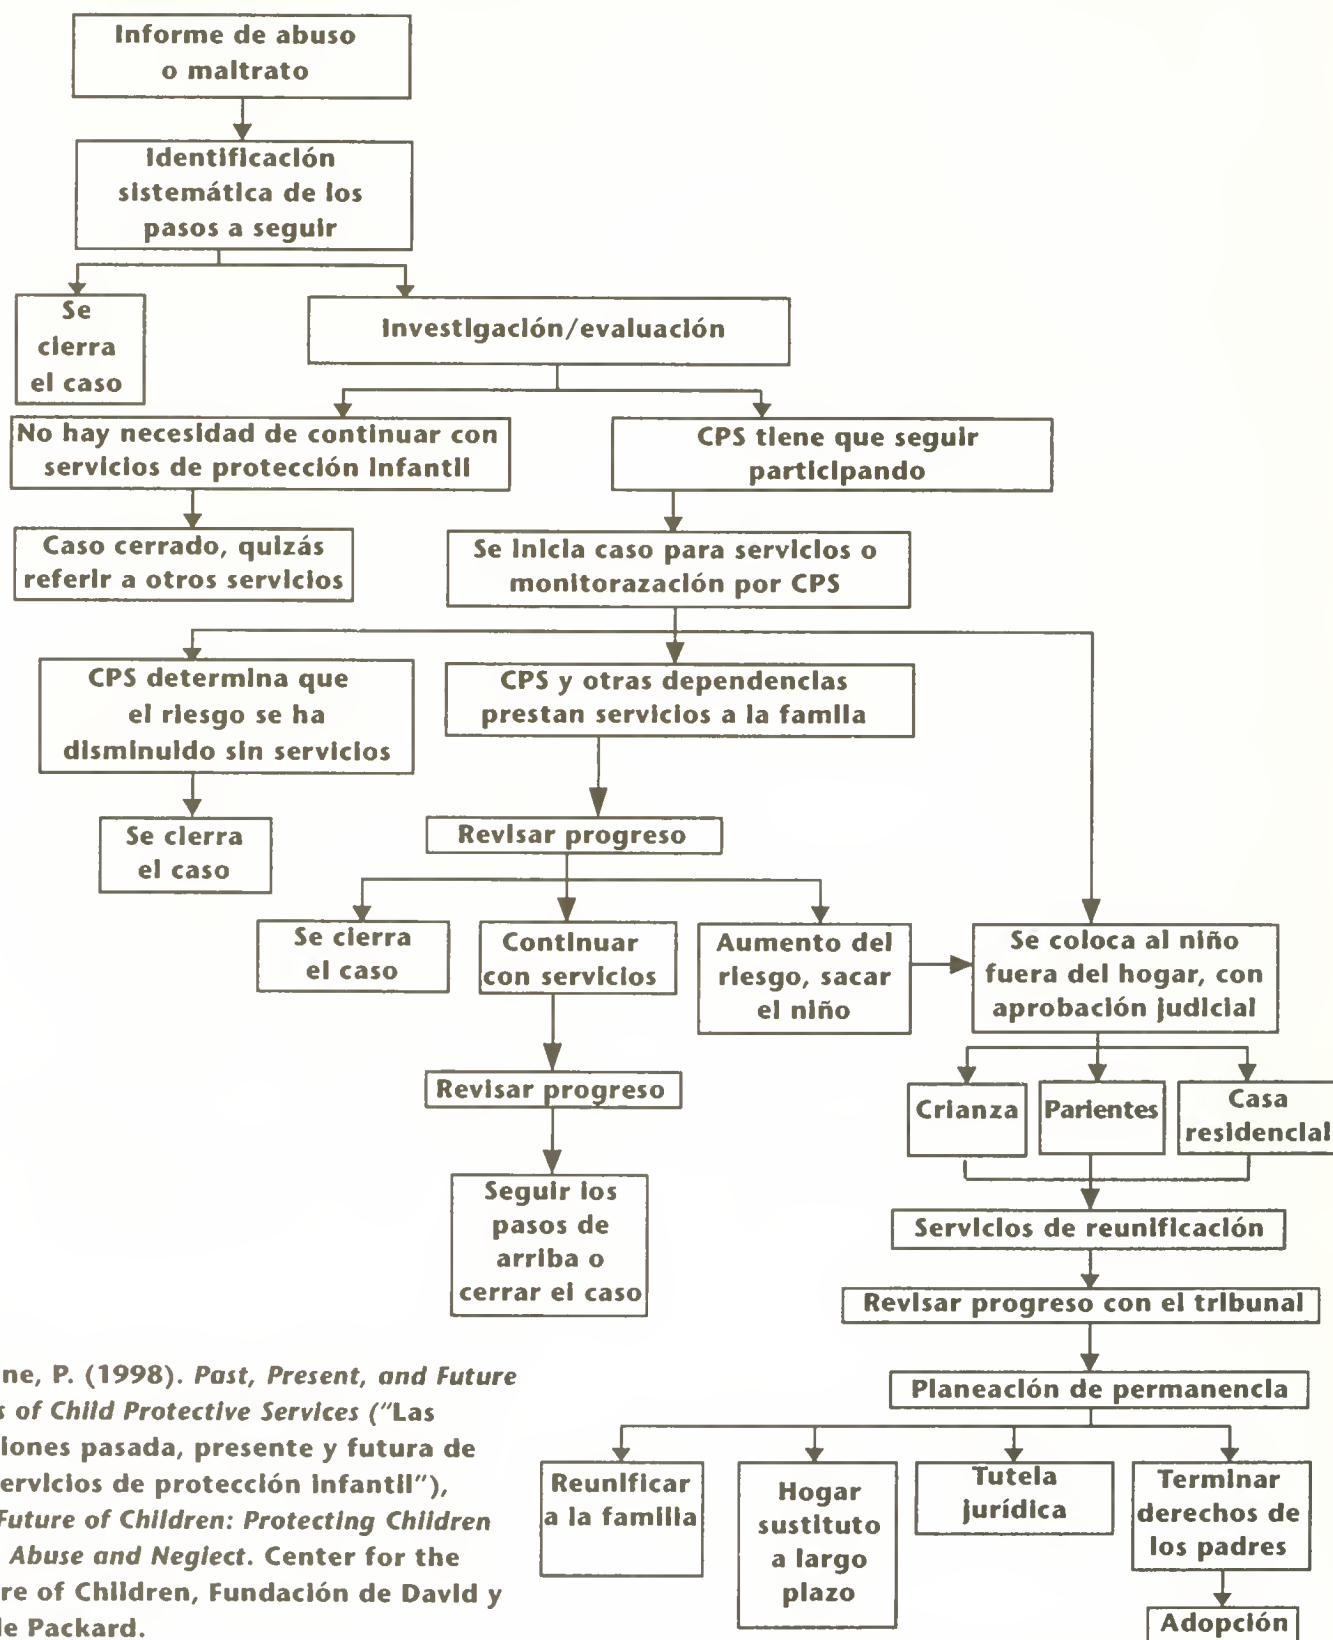 Informe de abuso
o maltrato
Identificación
sistemática de los
pasos a seguir
Se
cierra
el caso
Investigación/evaluación
No hay necesidad de continuar con
servicios de protección infantil
CPS tiene que seguir
participando
Caso cerrado, quizás
referir a otros servicios
Se inicia caso para servicios o
monitorazación por CPS
CPS determina que
el riesgo se ha
disminuido sin servicios
CPS y otras dependencias
prestan servicios a la familia
Se cierra
el caso
Revisar progreso
Se cierra
el caso
Continuar
con servicios
Aumento del
riesgo, sacar
el niño
Se coloca al niño
fuera del hogar, con
aprobación judicial
Revisar progreso
Crianza
Parientes
Casa
residencial
Seguir los
pasos de
arriba o
cerrar el caso
Servicios de reunificación
Revisar progreso con el tribunal
Planeación de permanencia
Reunificar
a la familia
Hogar
sustituto
a largo
plazo
Tutela
jurídica
Terminar
derechos de
los padres
Adopción
ne, P. (1998). Past, Present, and Future
s of Child Protective Services ("Las
iones pasada, presente y futura de
servicios de protección infantil"),
Future of Children: Protecting Children
Abuse and Neglect. Center for the
re of Children, Fundación de David y
le Packard.